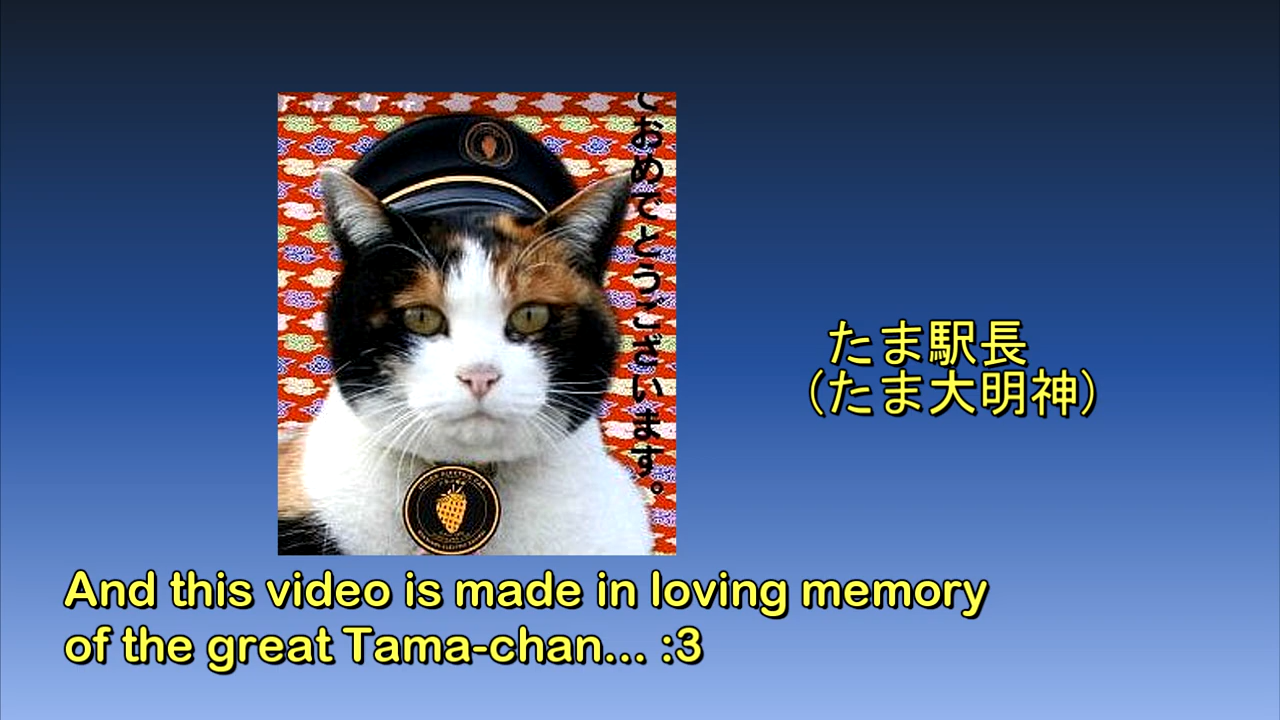 でおめでとうございます。
たま駅長
(たま大明神)
And this video is made in loving memory
of the great Tama-chan... :3